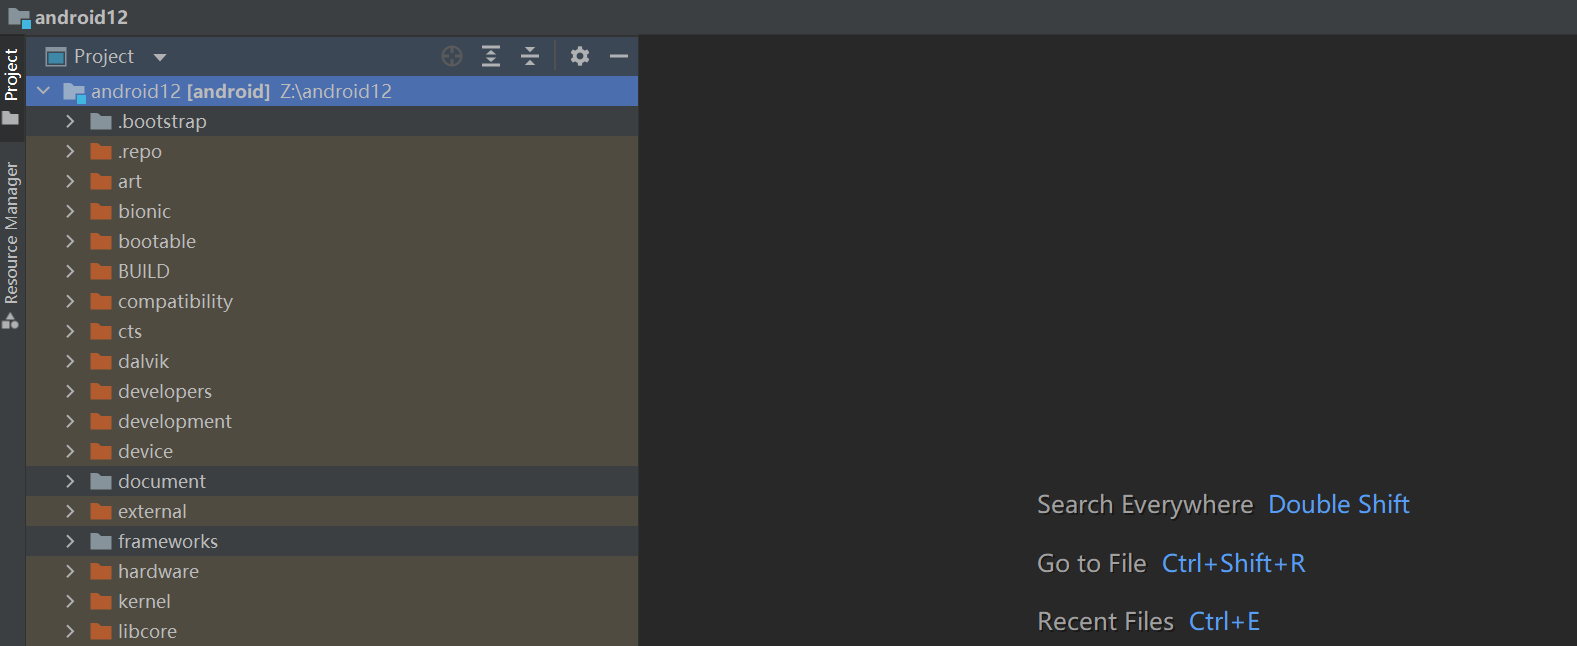 android12
Project
Project
Resource Manager
android12 [android] Z:\android12
.bootstrap
.repo
art
bionic
bootable
BUILD
compatibility
cts
dalvik
developers
development
device
document
external
frameworks
hardware
kernel
libcore
Search Everywhere Double Shift
Go to File Ctrl+Shift+R
Recent Files Ctrl+E